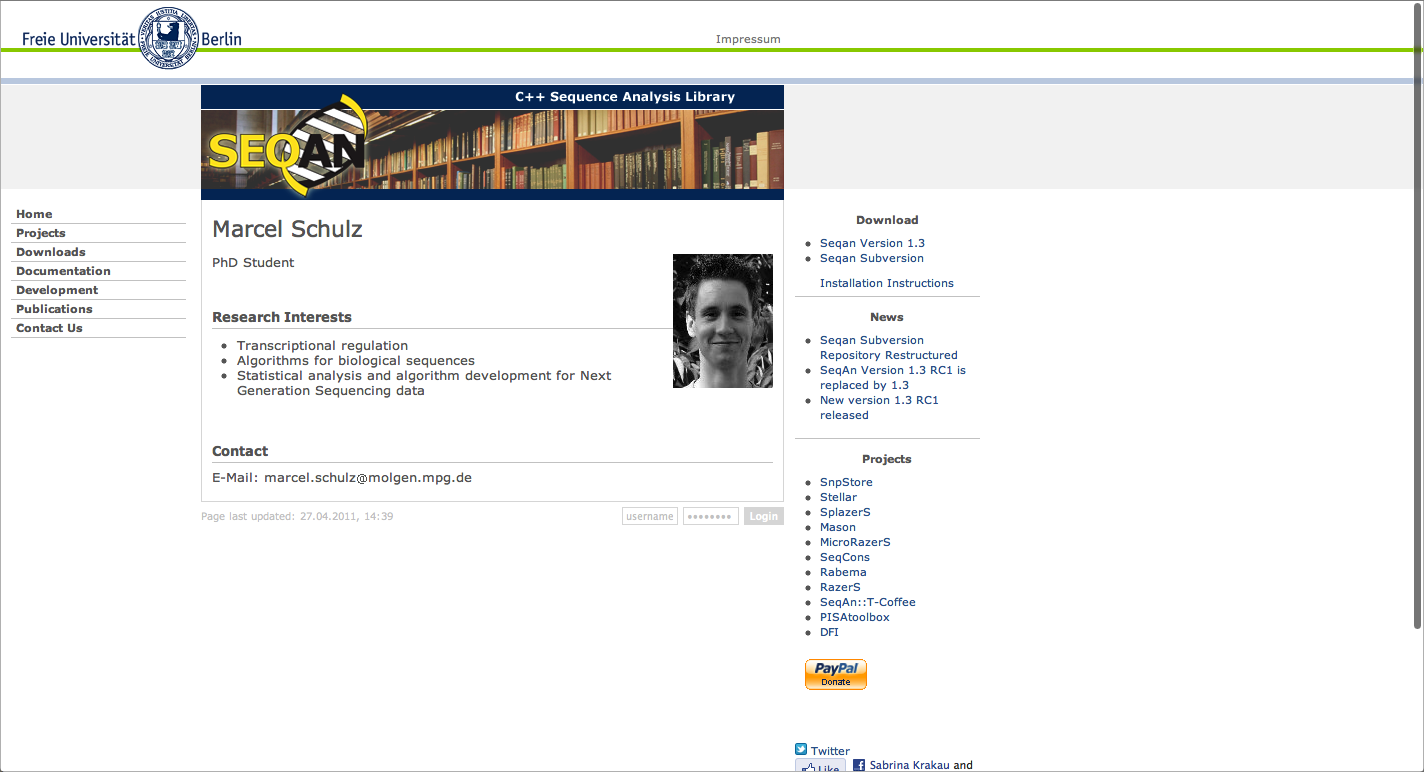 Freie Universität Berlin
Impressum
C++ Sequence Analysis Library
SEQAN
Home
Projects
Downloads
Documentation
Development
Publications
Contact Us
Marcel Schulz
PhD Student
Research Interests
Transcriptional regulation
Algorithms for biological sequences
Statistical analysis and algorithm development for Next
Generation Sequencing data
Contact
E-Mail: marcel.schulz@molgen.mpg.de
Page last updated: 27.04.2011, 14:39
username
••••••••
Login
Download
Seqan Version 1.3
Seqan Subversion
Installation Instructions
News
Seqan Subversion
Repository Restructured
SeqAn Version 1.3 RC1 is
replaced by 1.3
New version 1.3 RC1
released
Projects
SnpStore
Stellar
SplazerS
Mason
MicroRazerS
SeqCons
Rabema
RazerS
SeqAn::T-Coffee
PISAtoolbox
DFI
PayPal
Donate
Twitter
Like
Sabrina Krakau and